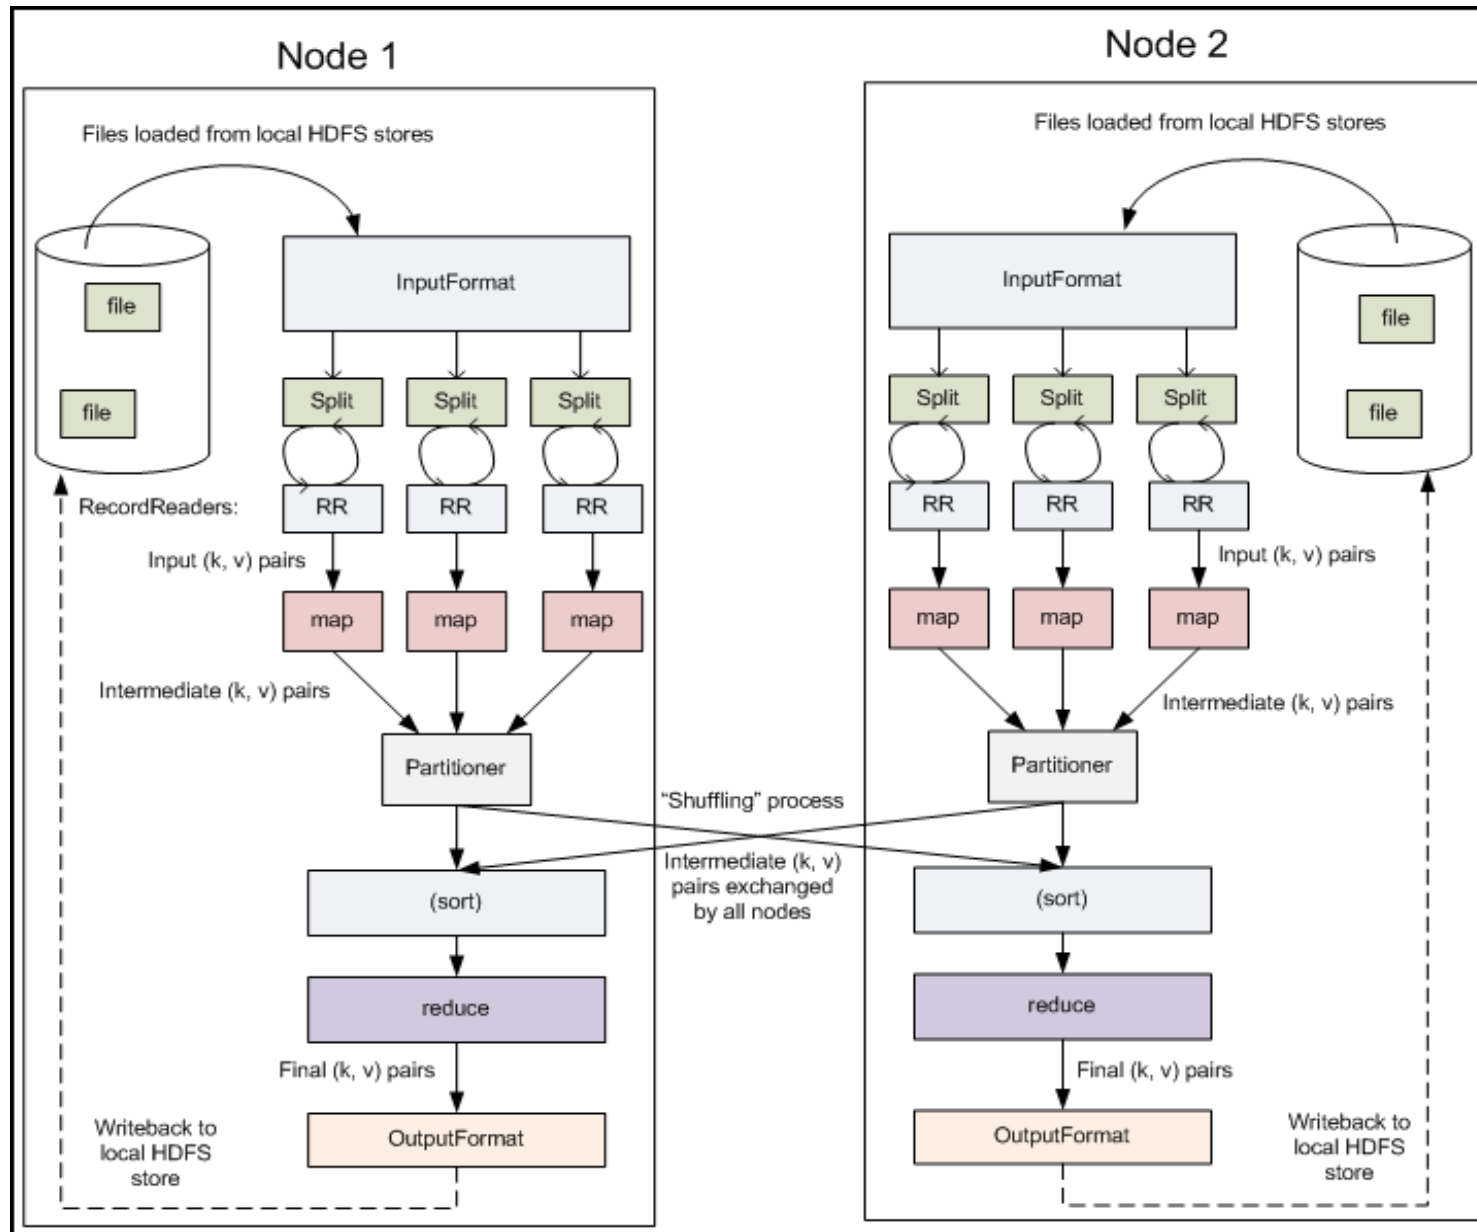 Node 1
Files loaded from local HDFS stores
InputFormat
file
file
Split
Split
Split
RecordReaders:
RR
RR
RR
Input (k, v) pairs
map
map
map
Intermediate (k, v) pairs
Partitioner
(sort)
reduce
Final (k, v) pairs
OutputFormat
Writeback to
local HDFS
store
“Shuffling” process
Intermediate (k, v)
pairs exchanged
by all nodes
Node 2
Files loaded from local HDFS stores
InputFormat
file
file
Split
Split
Split
RR
RR
RR
Input (k, v) pairs
map
map
map
Intermediate (k, v) pairs
Partitioner
(sort)
reduce
Final (k, v) pairs
OutputFormat
Writeback to
local HDFS
store